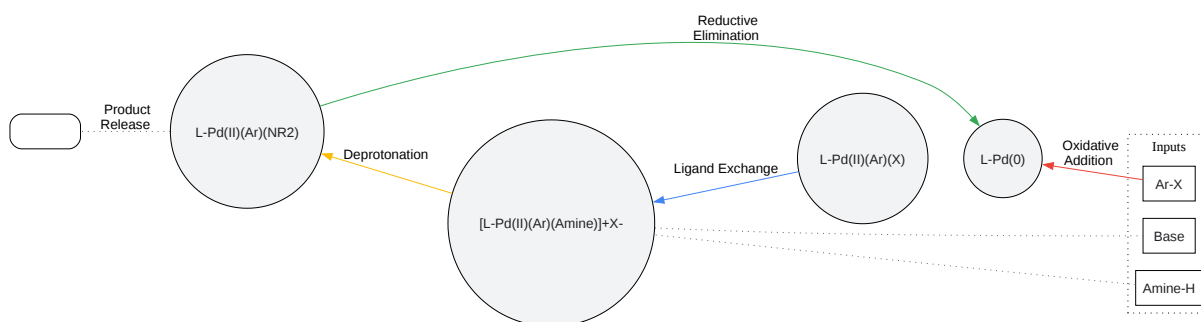 Reductive
Elimination
Product
Release
L-Pd(II)(Ar)(NR2)
Deprotonation
[L-Pd(II)(Ar)(Amine)]+X-
Ligand Exchange
L-Pd(II)(Ar)(X)
L-Pd(0)
Oxidative
Addition
Inputs
Ar-X
Base
Amine-H